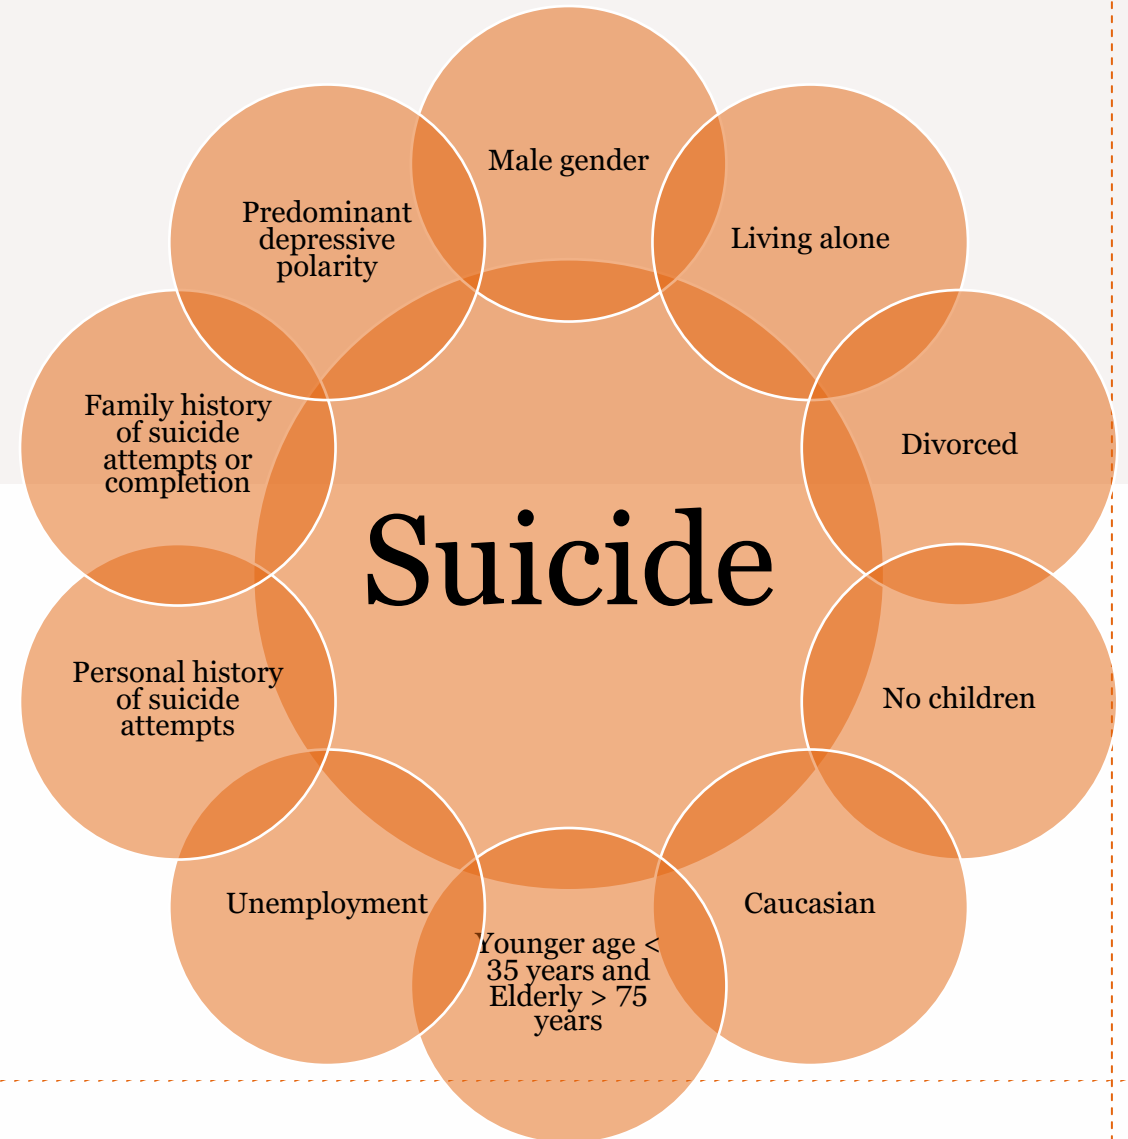 Male gender
Living alone
Divorced
No children
Caucasian
Younger age <
35 years and
Elderly > 75
years
Unemployment
Personal history
of suicide
attempts
Family history
of suicide
attempts or
completion
Predominant
depressive
polarity
Suicide